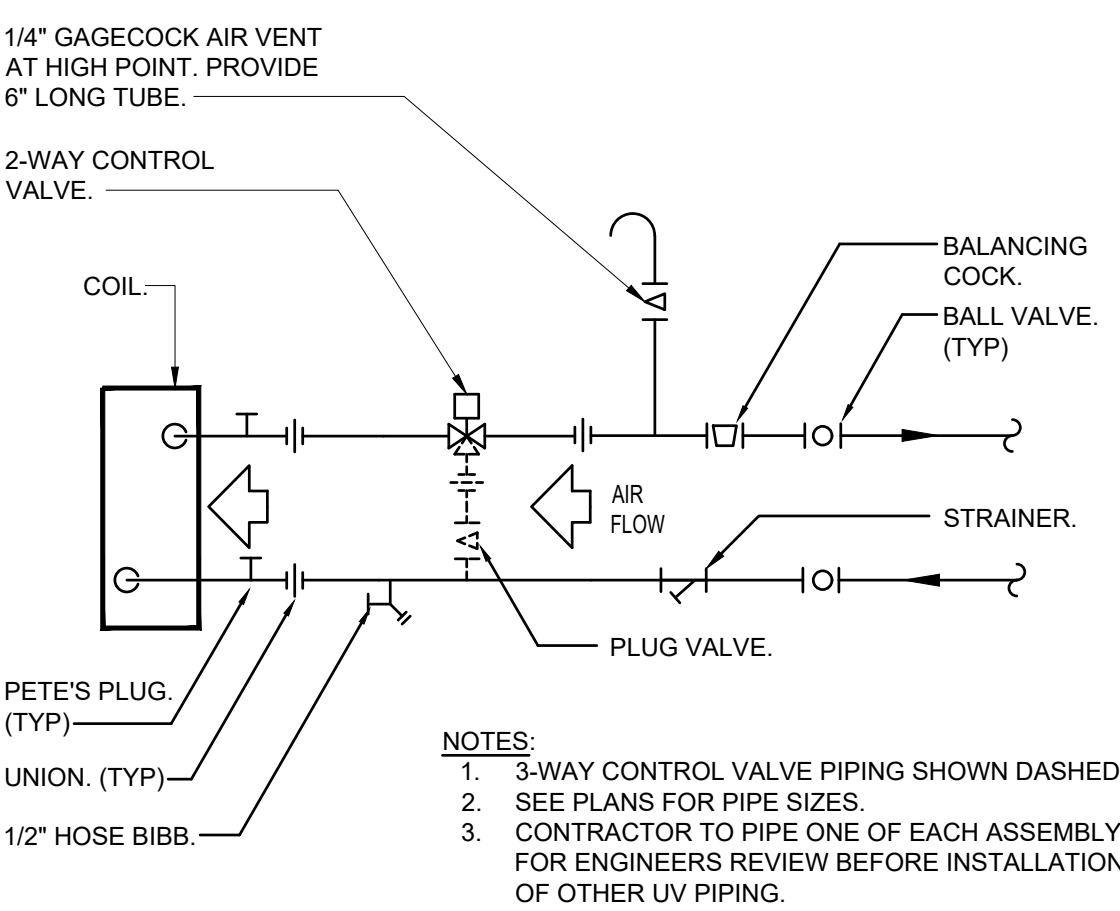 1/4" GAGECOCK AIR VENT
AT HIGH POINT. PROVIDE
6" LONG TUBE.
2-WAY CONTROL
VALVE.
COIL.
BALANCING
COCK.
BALL VALVE.
(TYP)
AIR
FLOW
STRAINER.
PLUG VALVE.
PETE'S PLUG.
(TYP)
UNION. (TYP)
1/2" HOSE BIBB.
NOTES:
1. 3-WAY CONTROL VALVE PIPING SHOWN DASHED
2. SEE PLANS FOR PIPE SIZES.
3. CONTRACTOR TO PIPE ONE OF EACH ASSEMBLY
FOR ENGINEERS REVIEW BEFORE INSTALLATION
OF OTHER UV PIPING.